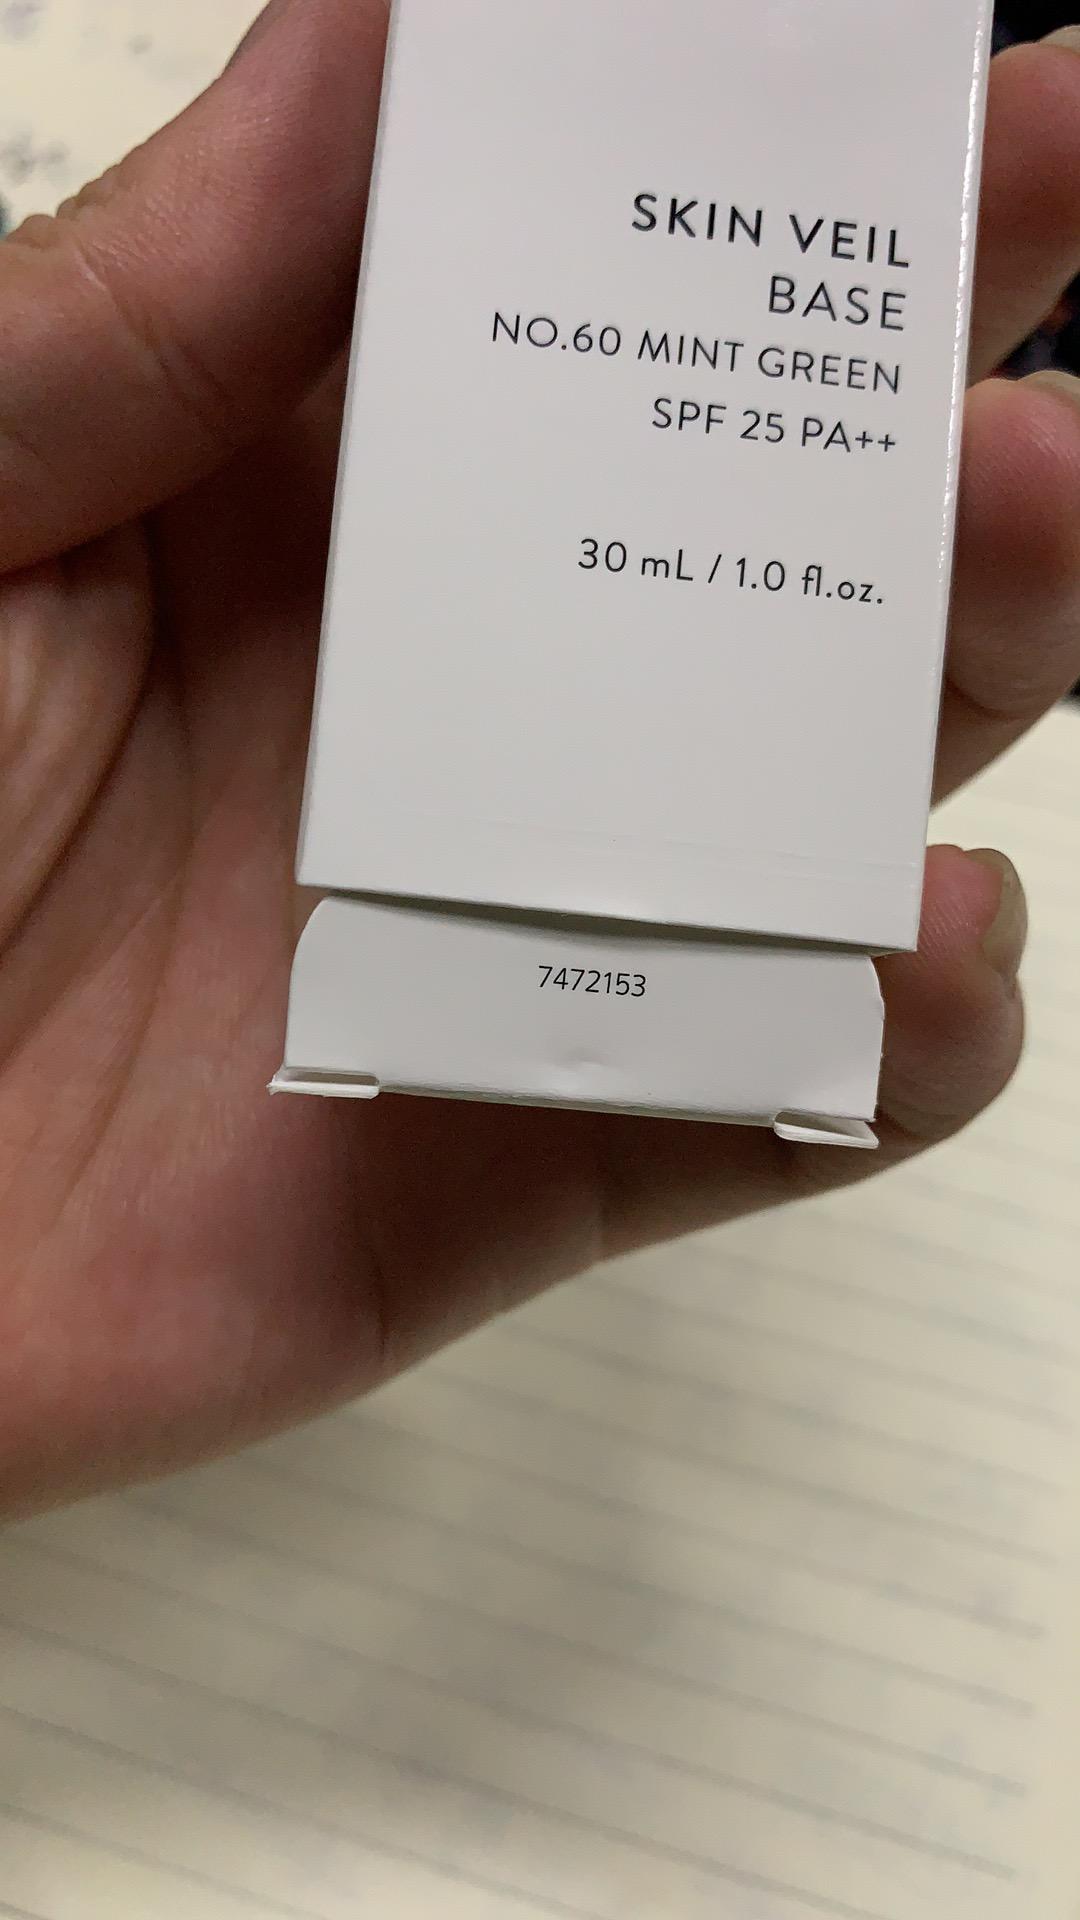 SKIN VEIL
BASE
NO.60 MINT GREEN
SPF 25 PA++
30 mL / 1.0 fl.oz.
7472153